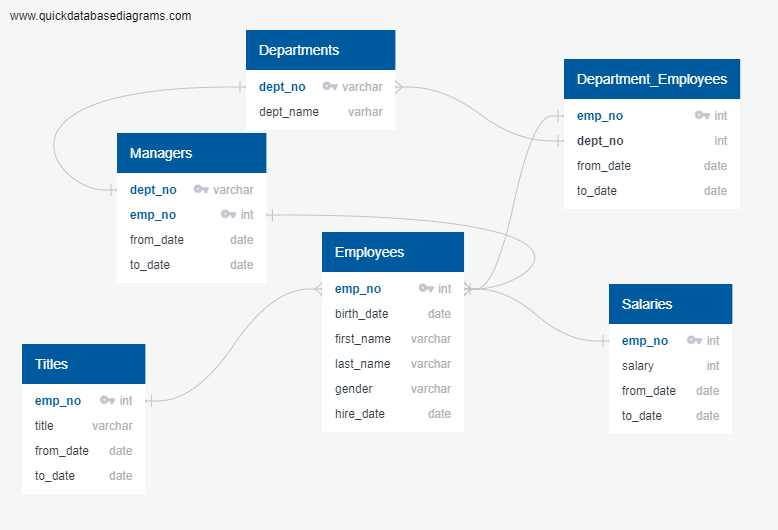 www.quickdatabasediagrams.com
Departments
dept_no varchar
dept_name varhar
Department_Employees
emp_no int
dept_no int
from_date date
to_date date
Managers
dept_no varchar
emp_no int
from_date date
to_date date
Employees
emp_no int
birth_date date
first_name varchar
last_name varchar
gender varchar
hire_date date
Salaries
emp_no int
salary int
from_date date
to_date date
Titles
emp_no int
title varchar
from_date date
to_date date